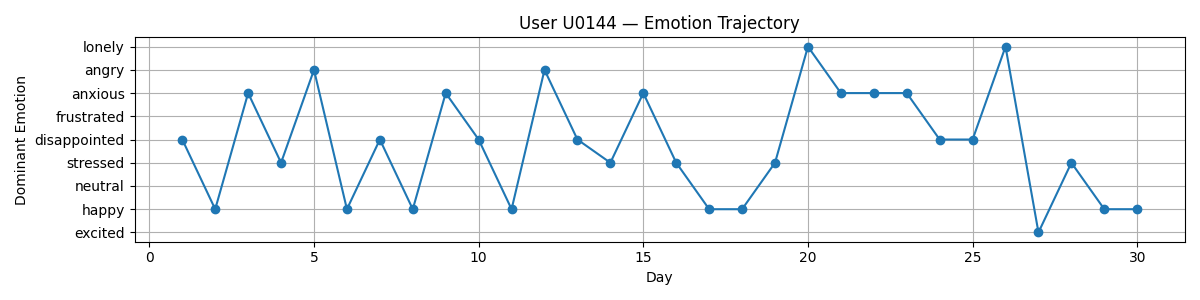 User U0144 — Emotion Trajectory
Dominant Emotion
lonely
angry
anxious
frustrated
disappointed
stressed
neutral
happy
excited
0 5 10 15 20 25 30
Day